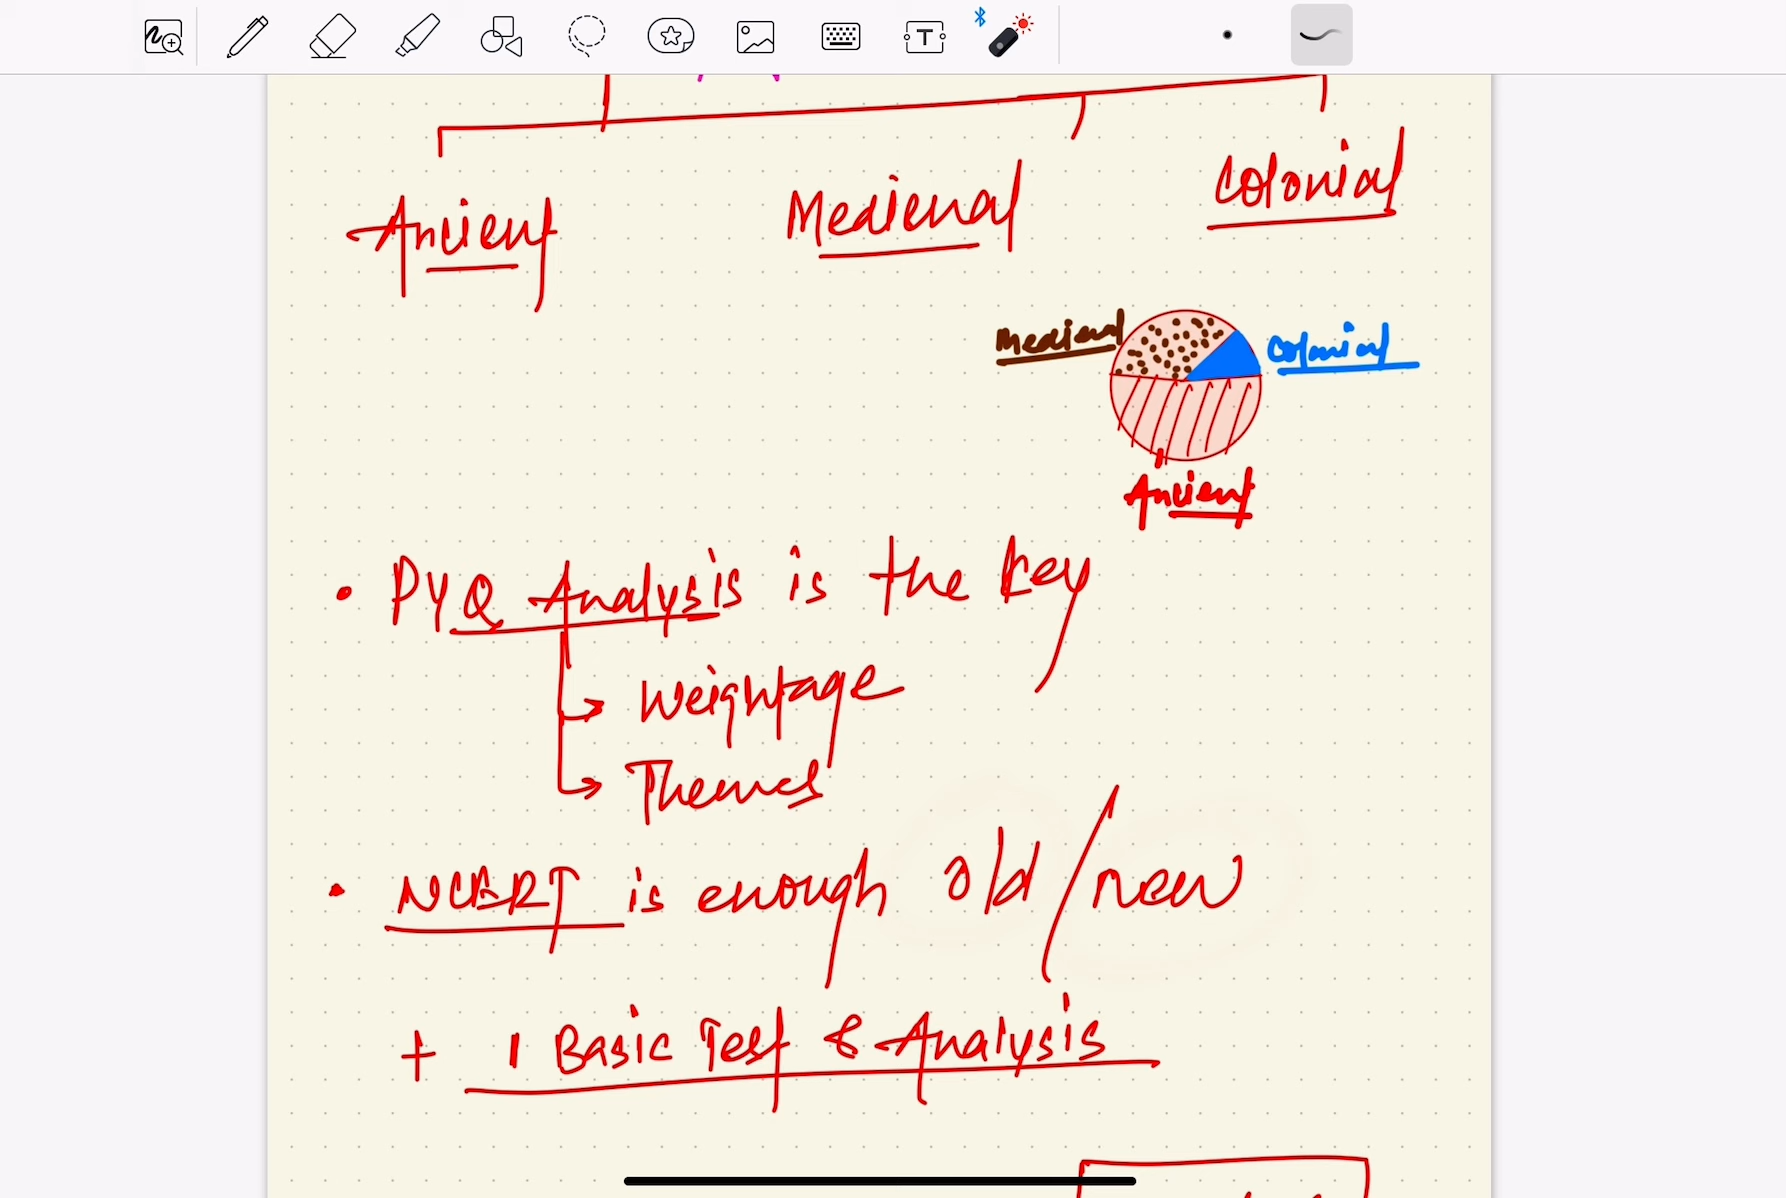 Ancient Medieval Colonial
Medieval Colonial
Ancient
• PYQ Analysis is the key
→ Weightage
→ Themes
• NCERT is enough old/new
+ 1 Basic Test & Analysis